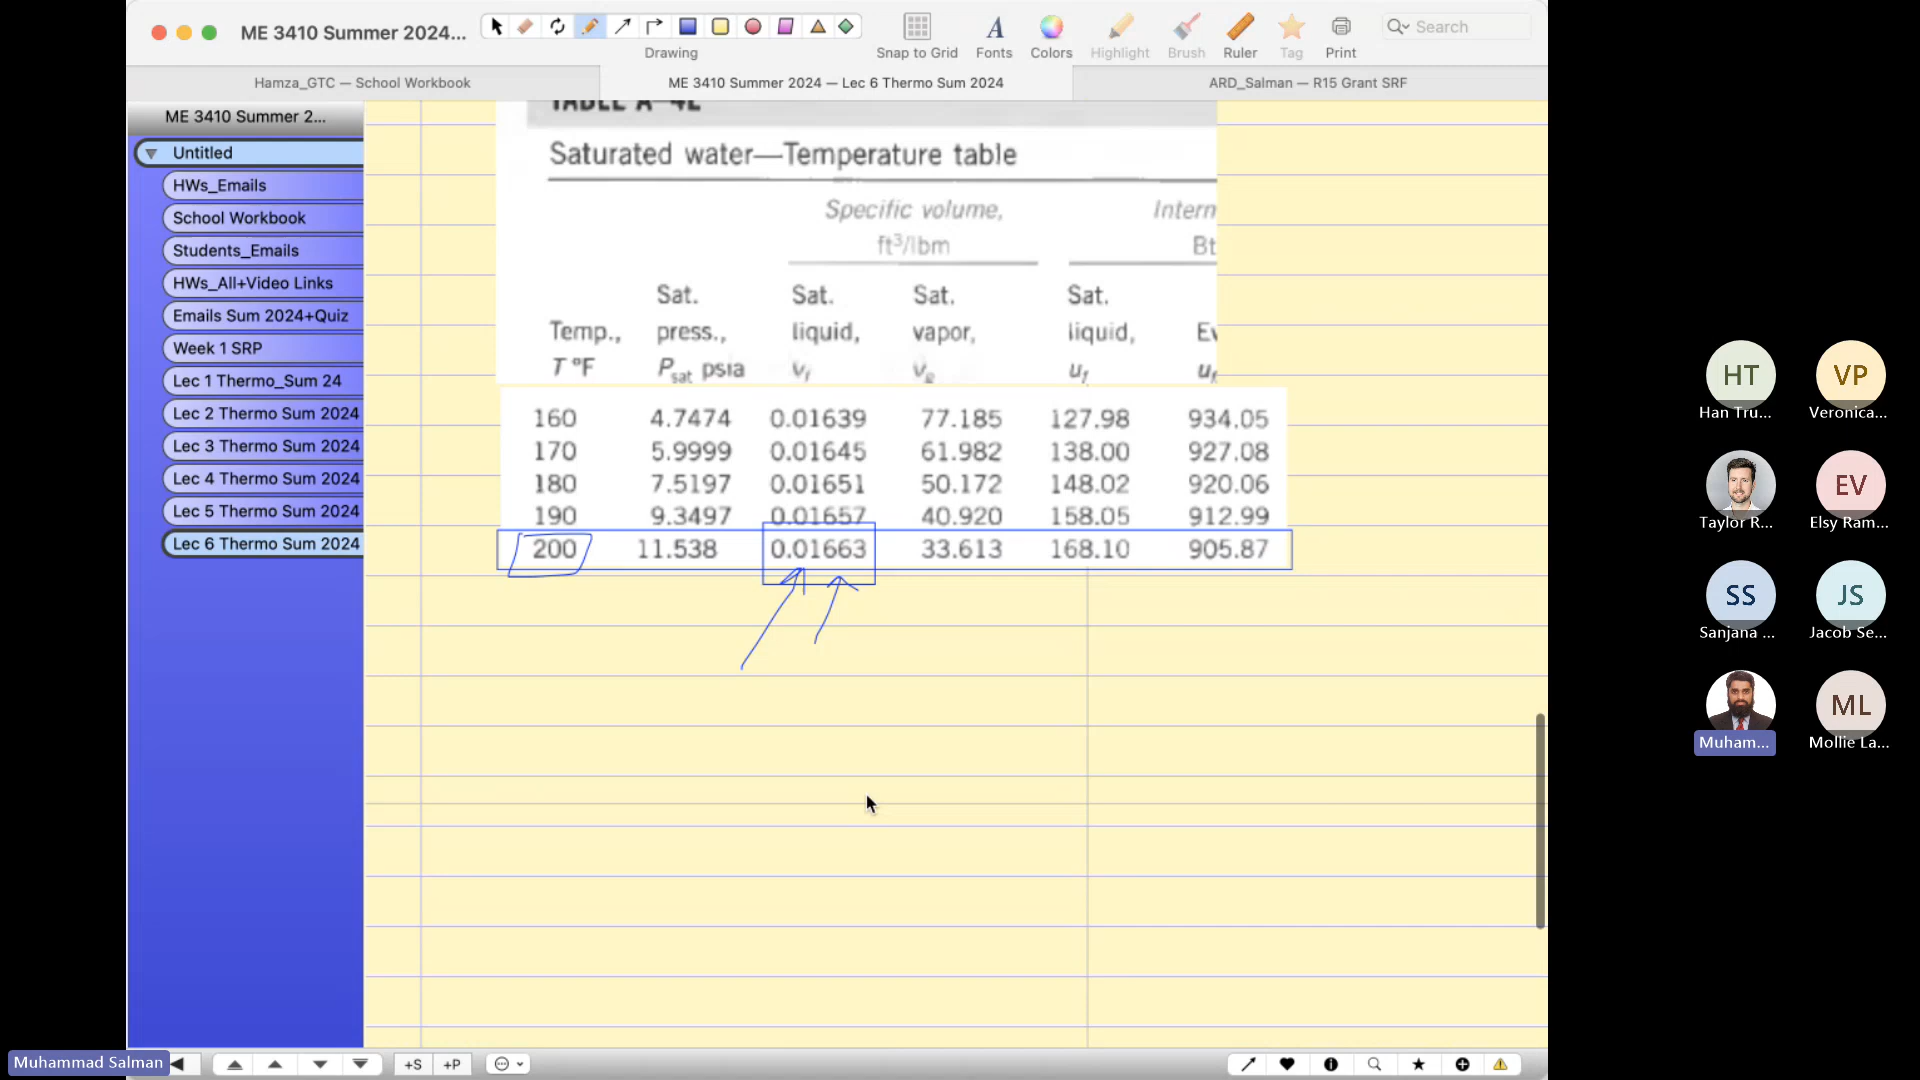 ME 3410 Summer 2024...
Drawing
Snap to Grid
Fonts
Colors
Highlight
Brush
Ruler
Tag
Print
Search
Hamza_GTC — School Workbook
ME 3410 Summer 2024 — Lec 6 Thermo Sum 2024
ARD_Salman — R15 Grant SRF
ME 3410 Summer 2...
Untitled
HWs_Emails
School Workbook
Students_Emails
HWs_All+Video Links
Emails Sum 2024+Quiz
Week 1 SRP
Lec 1 Thermo_Sum 24
Lec 2 Thermo Sum 2024
Lec 3 Thermo Sum 2024
Lec 4 Thermo Sum 2024
Lec 5 Thermo Sum 2024
Lec 6 Thermo Sum 2024
TABLE A-4E
Saturated water—Temperature table
Specific volume, Intern
ft³/lbm Bt
Sat. Sat. Sat. Sat.
Temp., press., liquid, vapor, liquid, Ev
T °F Psat psia vf vg uf uf
160 4.7474 0.01639 77.185 127.98 934.05
170 5.9999 0.01645 61.982 138.00 927.08
180 7.5197 0.01651 50.172 148.02 920.06
190 9.3497 0.01657 40.920 158.05 912.99
200 11.538 0.01663 33.613 168.10 905.87
HT VP
Han Tru... Veronica...
EV
Taylor R... Elsy Ram...
SS JS
Sanjana ... Jacob Se...
ML
Muham... Mollie La...
Muhammad Salman
+S +P